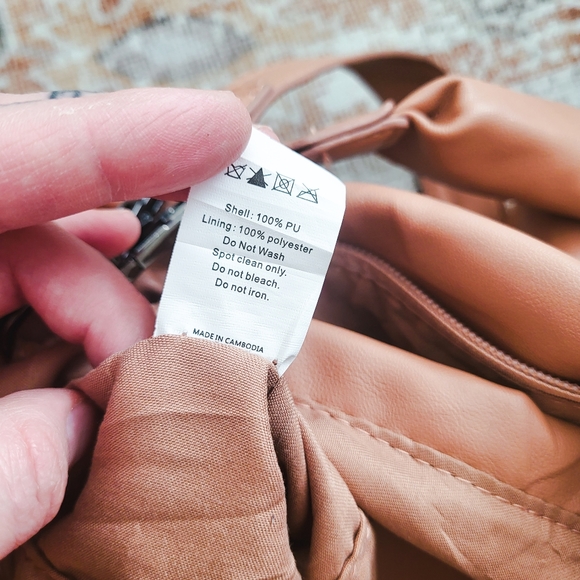 Shell: 100% PU
Lining: 100% polyester
Do Not Wash
Spot clean only.
Do not bleach.
Do not iron.
MADE IN CAMBODIA